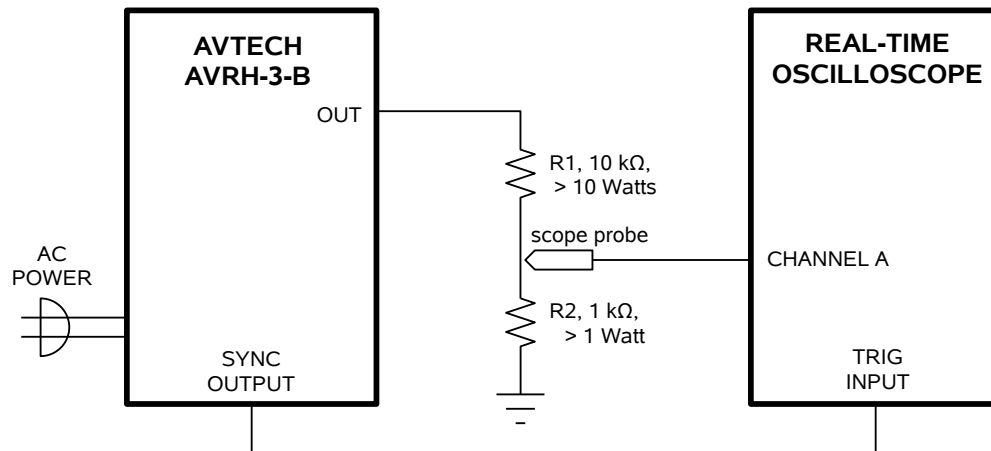 AVTECH
AVRH-3-B
OUT
REAL-TIME
OSCILLOSCOPE
R1, 10 kΩ,
> 10 Watts
scope probe
CHANNEL A
AC
POWER
R2, 1 kΩ,
> 1 Watt
SYNC
OUTPUT
TRIG
INPUT